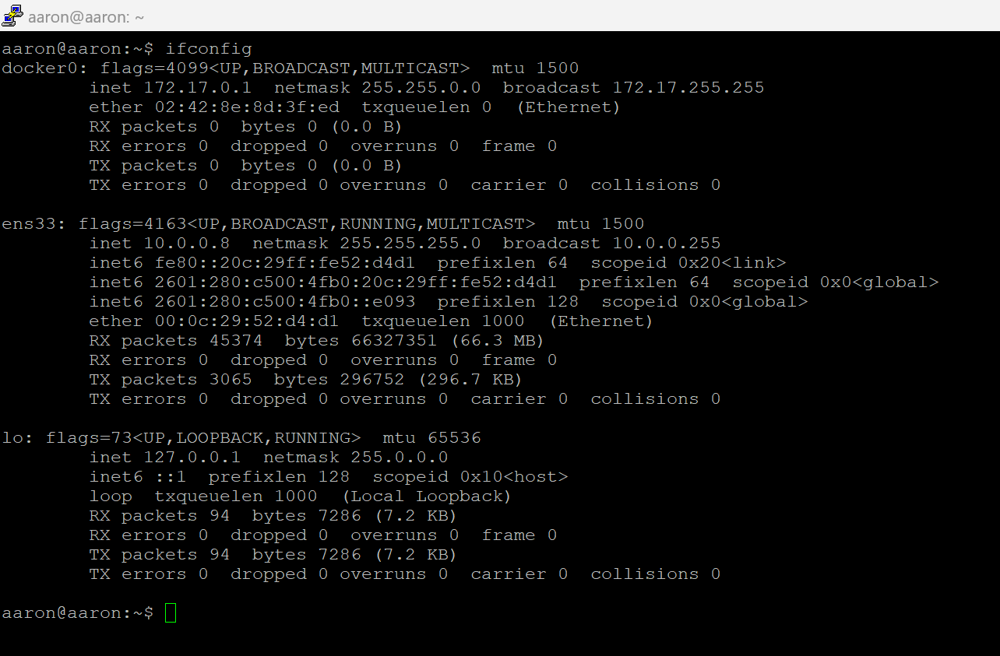 aaron@aaron: ~
aaron@aaron:~$ ifconfig
docker0: flags=4099<UP,BROADCAST,MULTICAST>  mtu 1500
        inet 172.17.0.1  netmask 255.255.0.0  broadcast 172.17.255.255
        ether 02:42:8e:8d:3f:ed  txqueuelen 0  (Ethernet)
        RX packets 0  bytes 0 (0.0 B)
        RX errors 0  dropped 0  overruns 0  frame 0
        TX packets 0  bytes 0 (0.0 B)
        TX errors 0  dropped 0 overruns 0  carrier 0  collisions 0

ens33: flags=4163<UP,BROADCAST,RUNNING,MULTICAST>  mtu 1500
        inet 10.0.0.8  netmask 255.255.255.0  broadcast 10.0.0.255
        inet6 fe80::20c:29ff:fe52:d4d1  prefixlen 64  scopeid 0x20<link>
        inet6 2601:280:c500:4fb0:20c:29ff:fe52:d4d1  prefixlen 64  scopeid 0x0<global>
        inet6 2601:280:c500:4fb0::e093  prefixlen 128  scopeid 0x0<global>
        ether 00:0c:29:52:d4:d1  txqueuelen 1000  (Ethernet)
        RX packets 45374  bytes 66327351 (66.3 MB)
        RX errors 0  dropped 0  overruns 0  frame 0
        TX packets 3065  bytes 296752 (296.7 KB)
        TX errors 0  dropped 0 overruns 0  carrier 0  collisions 0

lo: flags=73<UP,LOOPBACK,RUNNING>  mtu 65536
        inet 127.0.0.1  netmask 255.0.0.0
        inet6 ::1  prefixlen 128  scopeid 0x10<host>
        loop  txqueuelen 1000  (Local Loopback)
        RX packets 94  bytes 7286 (7.2 KB)
        RX errors 0  dropped 0  overruns 0  frame 0
        TX packets 94  bytes 7286 (7.2 KB)
        TX errors 0  dropped 0 overruns 0  carrier 0  collisions 0

aaron@aaron:~$